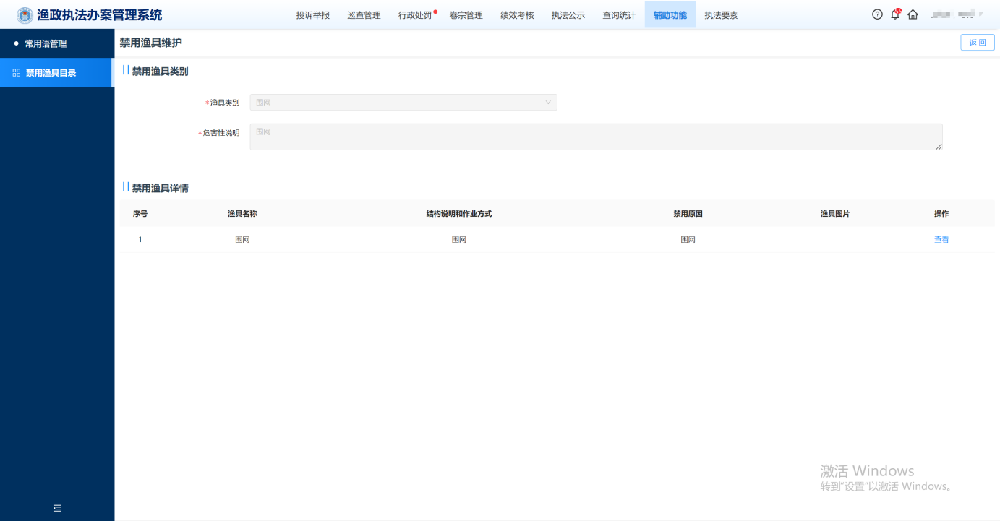 渔政执法办案管理系统 投诉举报 巡查管理 行政处罚 卷宗管理 绩效考核 执法公示 查询统计 辅助功能 执法要素
常用语管理
禁用渔具目录
禁用渔具维护 返 回
禁用渔具类别
*渔具类别 围网
*危害性说明 围网
禁用渔具详情
序号 渔具名称 结构说明和作业方式 禁用原因 渔具图片 操作
1 围网 围网 围网 查看
激活 Windows
转到"设置"以激活 Windows。